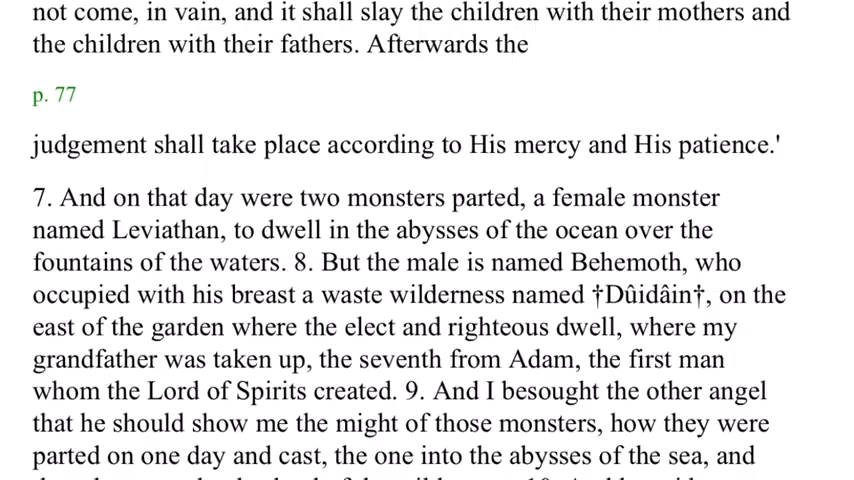 not come, in vain, and it shall slay the children with their mothers and
the children with their fathers. Afterwards the
p. 77
judgement shall take place according to His mercy and His patience.'
7. And on that day were two monsters parted, a female monster
named Leviathan, to dwell in the abysses of the ocean over the
fountains of the waters. 8. But the male is named Behemoth, who
occupied with his breast a waste wilderness named †Dûidâin†, on the
east of the garden where the elect and righteous dwell, where my
grandfather was taken up, the seventh from Adam, the first man
whom the Lord of Spirits created. 9. And I besought the other angel
that he should show me the might of those monsters, how they were
parted on one day and cast, the one into the abysses of the sea, and